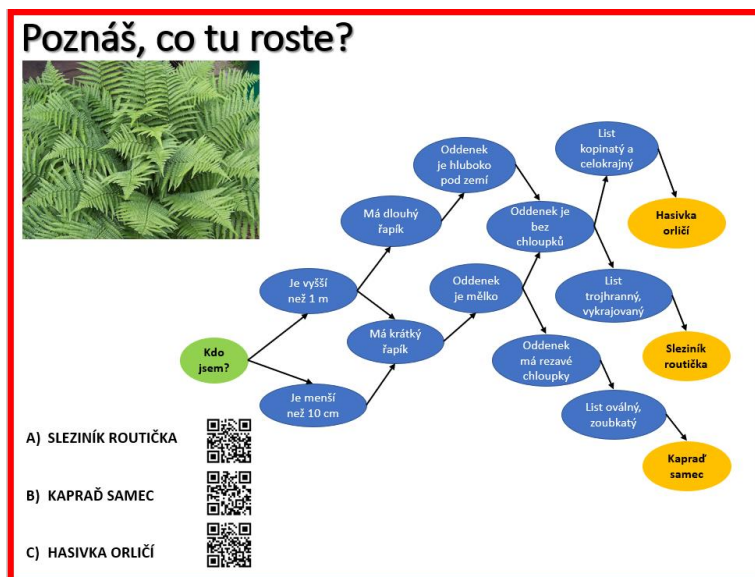 Poznáš, co tu roste?
List
kopinatý a
celokrajný
Oddenek
je hluboko
pod zemí
Hasivka
orličí
Má dlouhý
řapík
Oddenek je
bez
chloupků
Je vyšší
než 1 m
Oddenek
je mělko
List
trojhranný,
vykrajovaný
Má krátký
řapík
Kdo
jsem?
Oddenek
má rezavé
chloupky
Sleziník
routička
Je menší
než 10 cm
List oválný,
zoubkatý
Kapraď
samec
A) SLEZINÍK ROUTIČKA
B) KAPRAĎ SAMEC
C) HASIVKA ORLIČÍ